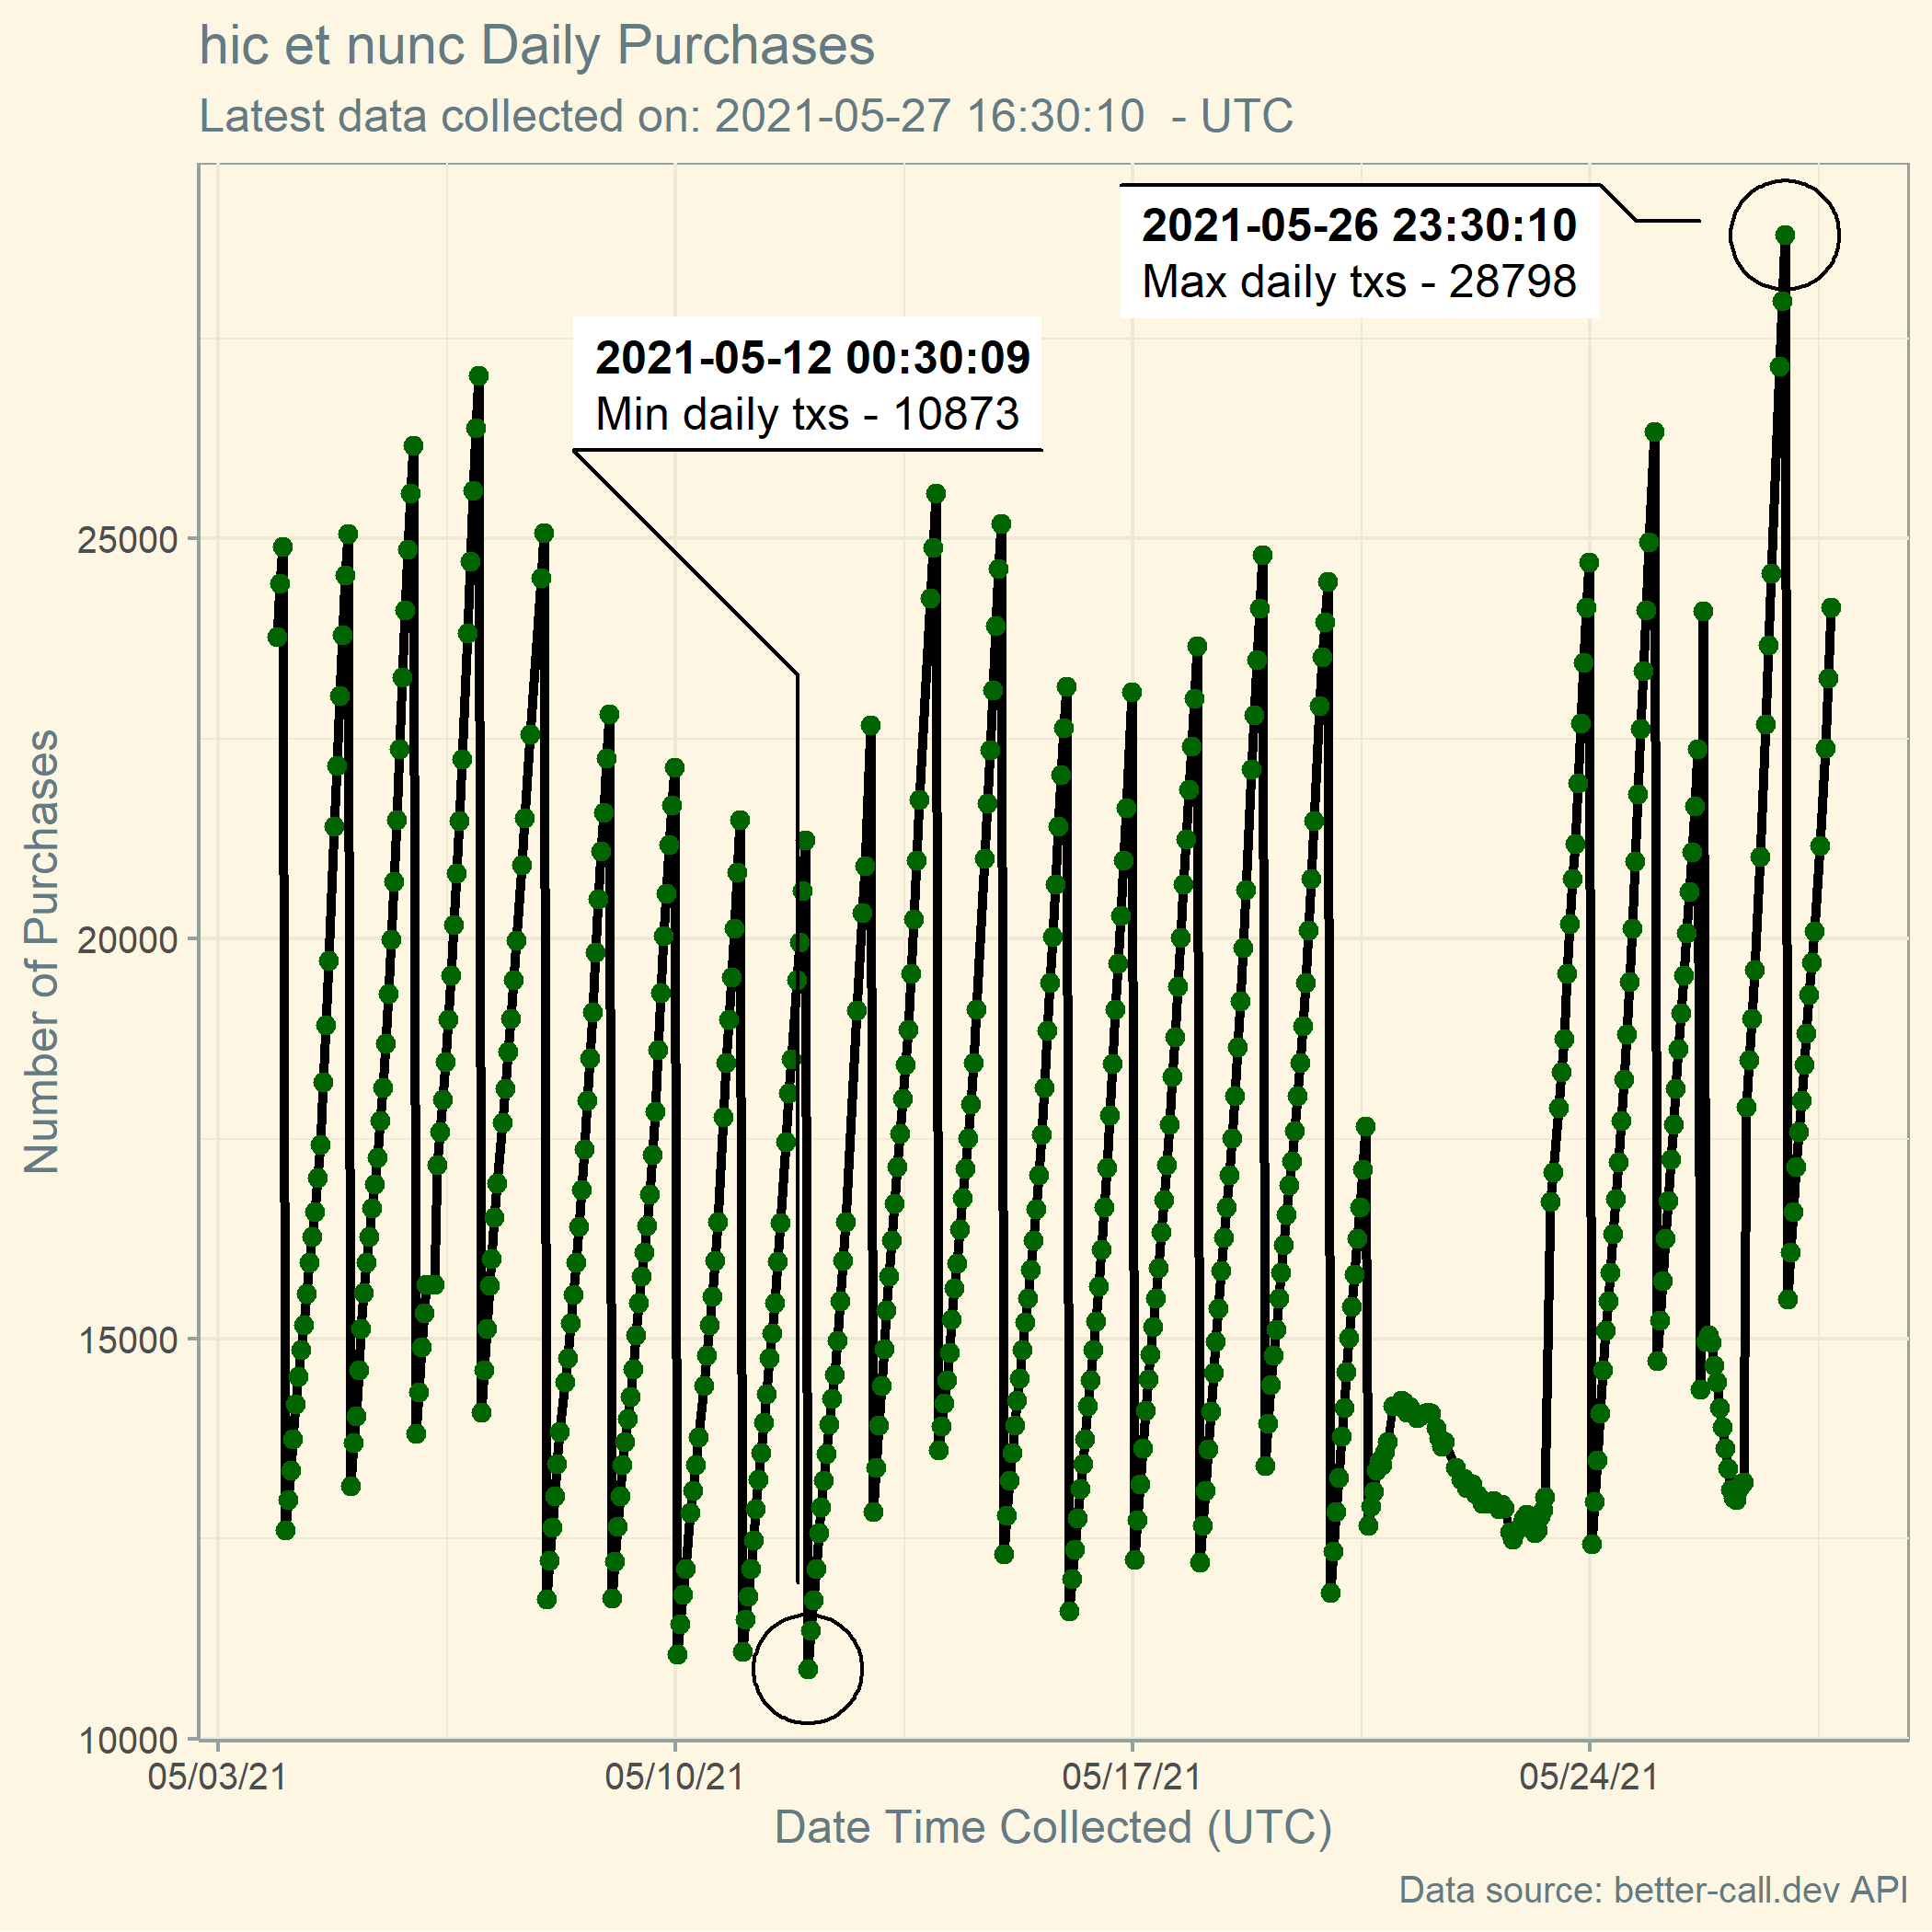 hic et nunc Daily Purchases
Latest data collected on: 2021-05-27 16:30:10  - UTC
2021-05-26 23:30:10
Max daily txs - 28798
2021-05-12 00:30:09
Min daily txs - 10873
Number of Purchases
25000
20000
15000
10000
05/03/21 05/10/21 05/17/21 05/24/21
Date Time Collected (UTC)
Data source: better-call.dev API